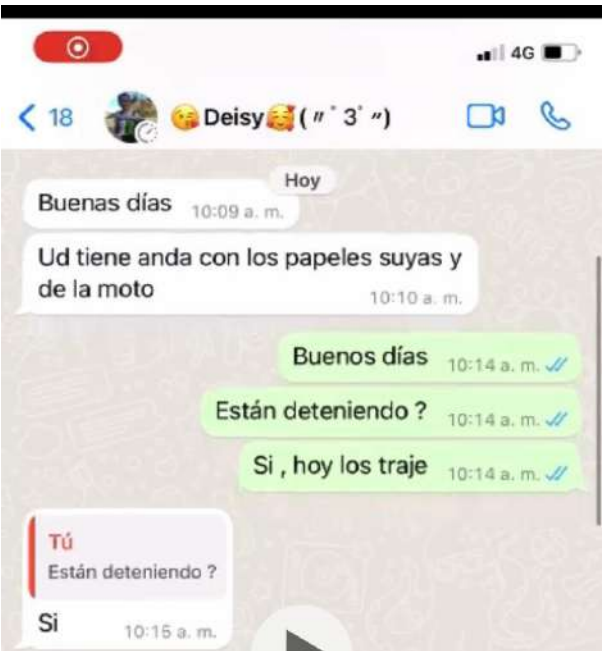 4G
18 😘Deisy🥰(〃˚3˚〃)
Hoy
Buenas días 10:09 a. m.
Ud tiene anda con los papeles suyas y
de la moto 10:10 a. m.
Buenos días 10:14 a. m.
Están deteniendo ? 10:14 a. m.
Si , hoy los traje 10:14 a. m.
Tú
Están deteniendo ?
Si 10:15 a. m.